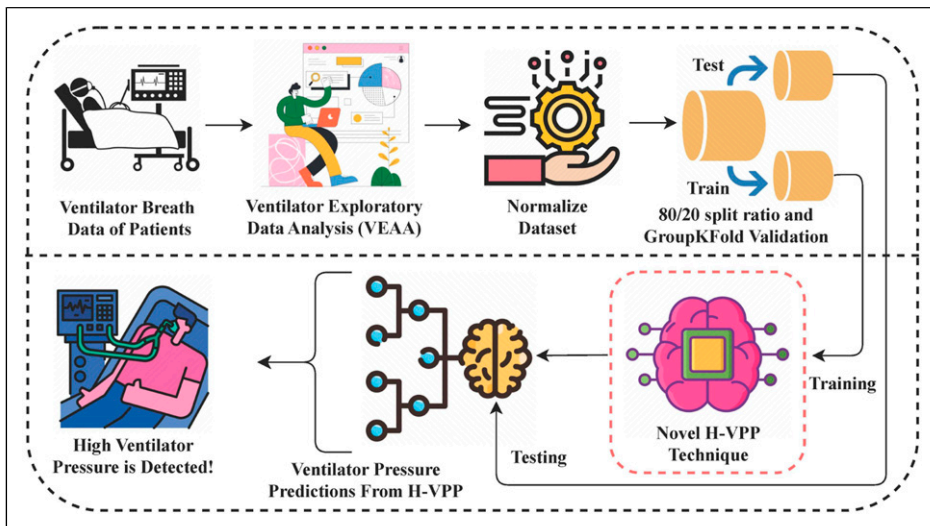 Ventilator Breath
Data of Patients
Ventilator Exploratory
Data Analysis (VEAA)
Normalize
Dataset
Test
Train
80/20 split ratio and
GroupKFold Validation
High Ventilator
Pressure is Detected!
Ventilator Pressure
Predictions From H-VPP
Testing
Novel H-VPP
Technique
Training